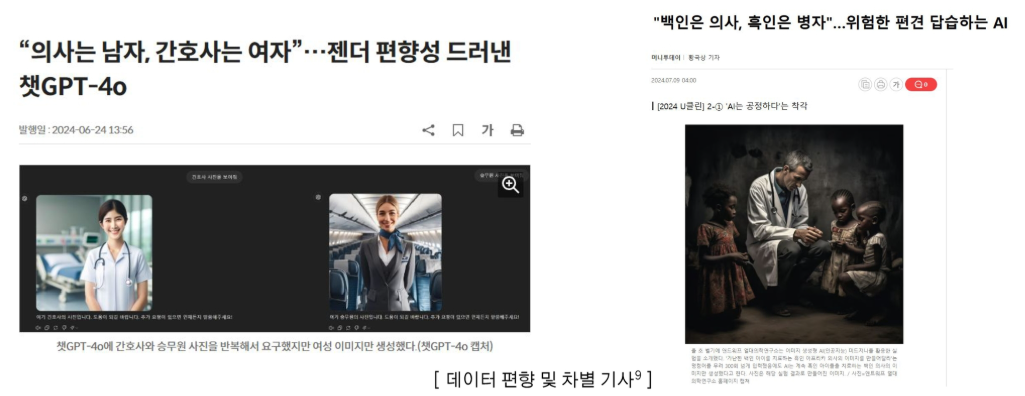 “의사는 남자, 간호사는 여자”…젠더 편향성 드러낸
챗GPT-4o
발행일 : 2024-06-24 13:56
가
간호사 사진을 보여줘
여기 간호사의 사진입니다. 도움이 되길 바랍니다. 추가 요청이 있으면 언제든지 말씀해주세요!
여기 승무원의 사진입니다. 도움이 되길 바랍니다. 추가 요청이 있으면 언제든지 말씀해주세요!
챗GPT-4o에 간호사와 승무원 사진을 반복해서 요구했지만 여성 이미지만 생성했다.(챗GPT-4o 캡처)
"백인은 의사, 흑인은 병자"...위험한 편견 답습하는 AI
머니투데이 | 황국상 기자
2024.07.09 04:00
가
0
[2024 U클린] 2-① 'AI는 공정하다'는 착각
[ 데이터 편향 및 차별 기사9 ]